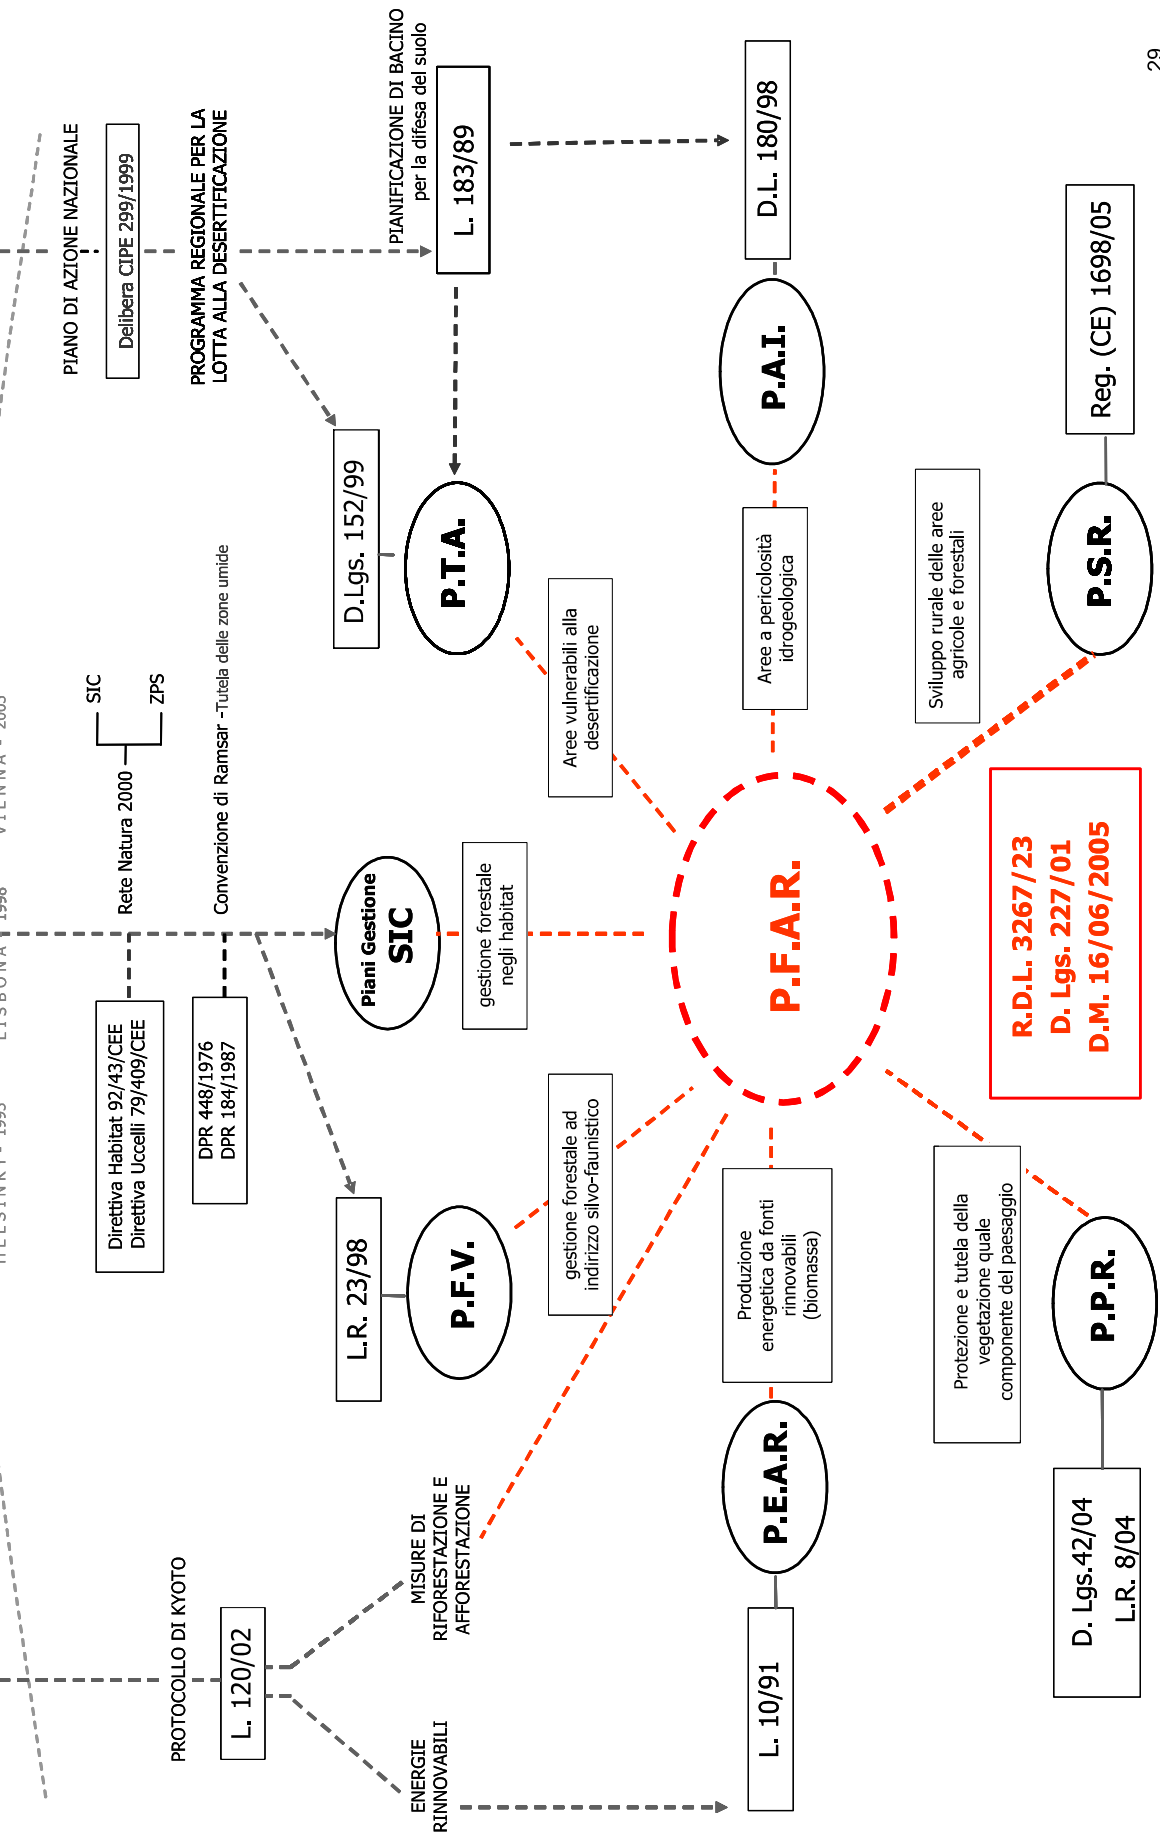 HELSINKI - 1993
LISBONA - 1998
VIENNA - 2003
PROTOCOLLO DI KYOTO
L. 120/02
ENERGIE
RINNOVABILI
MISURE DI
RIFORESTAZIONE E
AFFORESTAZIONE
Direttiva Habitat 92/43/CEE
Direttiva Uccelli 79/409/CEE
Rete Natura 2000
SIC
ZPS
DPR 448/1976
DPR 184/1987
Convenzione di Ramsar -Tutela delle zone umide
PIANO DI AZIONE NAZIONALE
Delibera CIPE 299/1999
PROGRAMMA REGIONALE PER LA
LOTTA ALLA DESERTIFICAZIONE
PIANIFICAZIONE DI BACINO
per la difesa del suolo
L. 183/89
L.R. 23/98
P.F.V.
Piani Gestione
SIC
D.Lgs. 152/99
P.T.A.
gestione forestale ad
indirizzo silvo-faunistico
gestione forestale
negli habitat
Aree vulnerabili alla
desertificazione
L. 10/91
P.E.A.R.
Produzione
energetica da fonti
rinnovabili
(biomassa)
P.F.A.R.
Aree a pericolosità
idrogeologica
P.A.I.
D.L. 180/98
Protezione e tutela della
vegetazione quale
componente del paesaggio
Sviluppo rurale delle aree
agricole e forestali
D. Lgs.42/04
L.R. 8/04
P.P.R.
R.D.L. 3267/23
D. Lgs. 227/01
D.M. 16/06/2005
P.S.R.
Reg. (CE) 1698/05
29